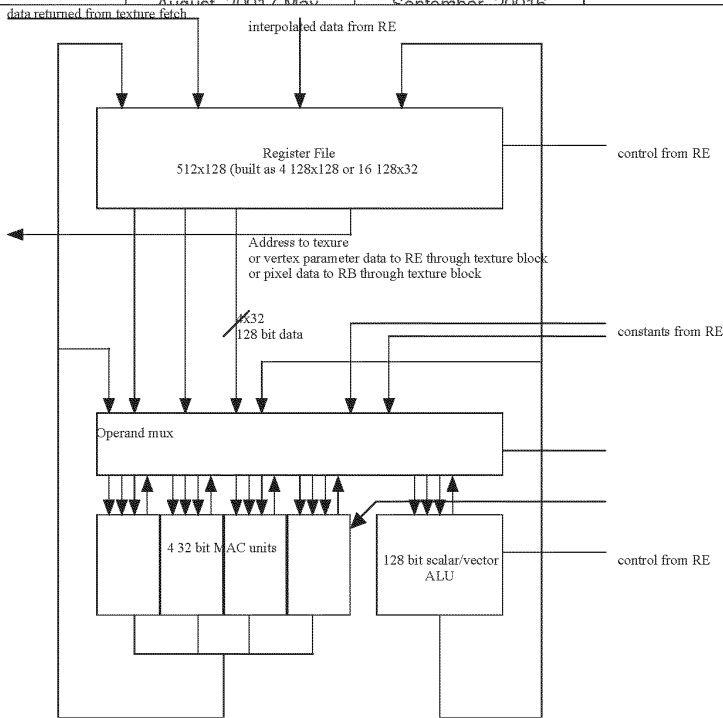 data returned from texture fetch
interpolated data from RE
Register File
512x128 (built as 4 128x128 or 16 128x32
control from RE
Address to texure
or vertex parameter data to RE through texture block
or pixel data to RB through texture block
4x32
128 bit data
constants from RE
Operand mux
4 32 bit MAC units
128 bit scalar/vector
ALU
control from RE